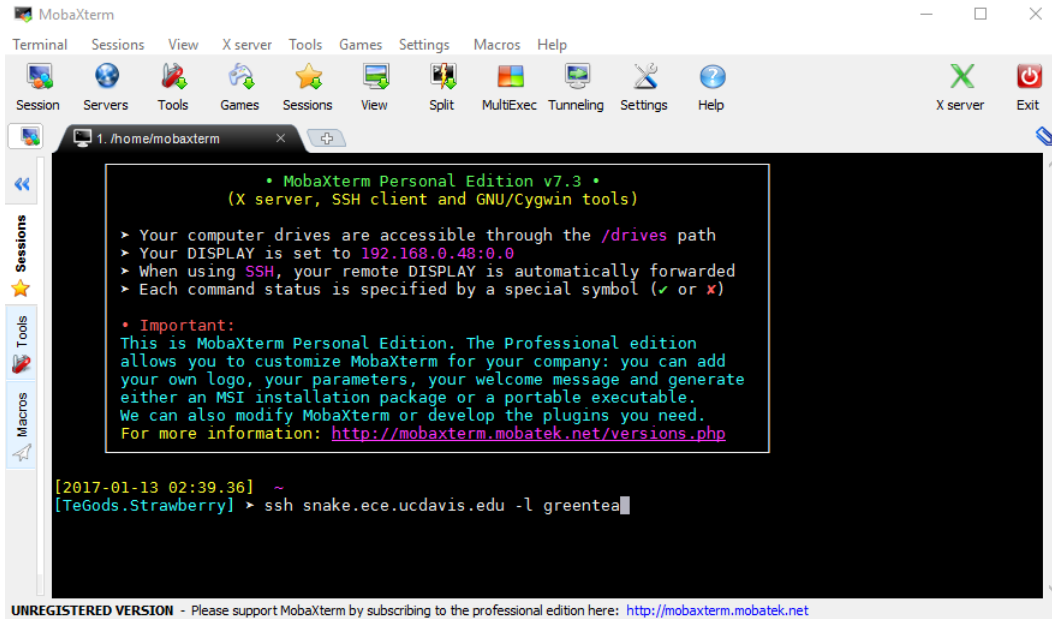 MobaXterm
Terminal Sessions View X server Tools Games Settings Macros Help
Session Servers Tools Games Sessions View Split MultiExec Tunneling Settings Help X server Exit
1. /home/mobaxterm
Sessions
Tools
Macros
• MobaXterm Personal Edition v7.3 •
(X server, SSH client and GNU/Cygwin tools)
➤ Your computer drives are accessible through the /drives path
➤ Your DISPLAY is set to 192.168.0.48:0.0
➤ When using SSH, your remote DISPLAY is automatically forwarded
➤ Each command status is specified by a special symbol (✔ or ✘)
• Important:
This is MobaXterm Personal Edition. The Professional edition
allows you to customize MobaXterm for your company: you can add
your own logo, your parameters, your welcome message and generate
either an MSI installation package or a portable executable.
We can also modify MobaXterm or develop the plugins you need.
For more information: http://mobaxterm.mobatek.net/versions.php
[2017-01-13 02:39.36] ~
[TeGods.Strawberry] ➤ ssh snake.ece.ucdavis.edu -l greentea
UNREGISTERED VERSION - Please support MobaXterm by subscribing to the professional edition here: http://mobaxterm.mobatek.net